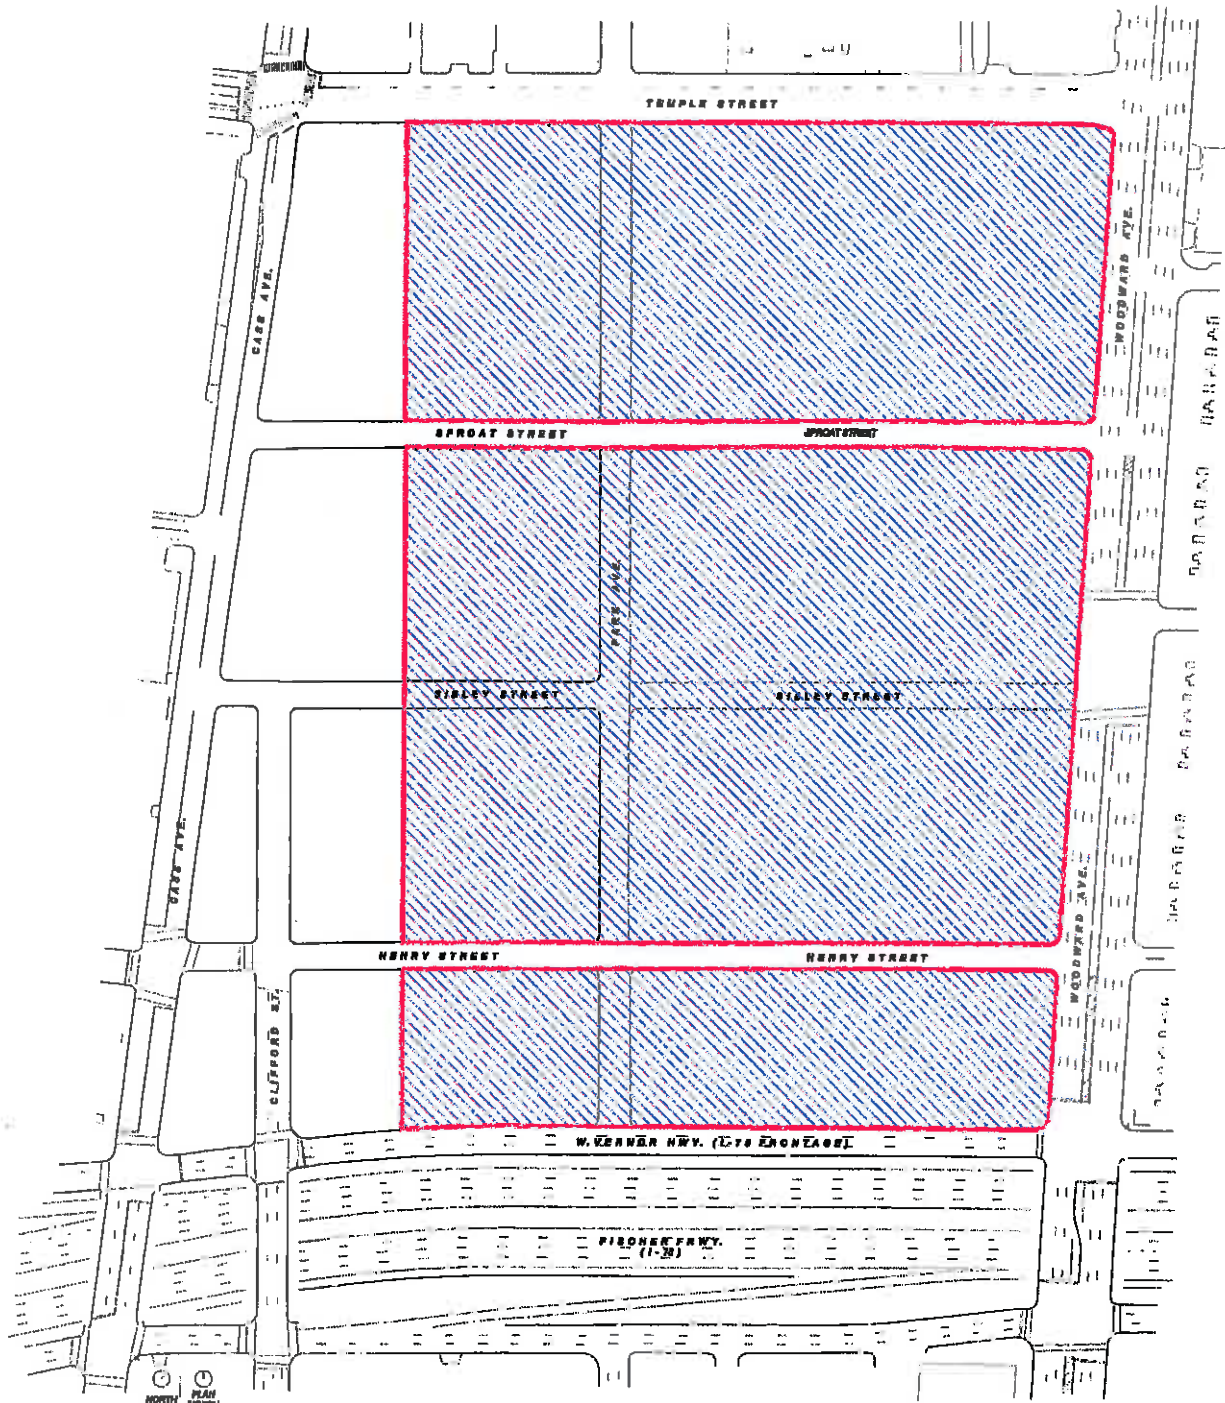 TEMPLE STREET
WOODWARD AVE.
CASS AVE.
SPROAT STREET
SPROAT STREET
PARK AVE.
SIBLEY STREET
SIBLEY STREET
CASS AVE.
WOODWARD AVE.
HENRY STREET
HENRY STREET
CLIFFORD ST.
W. VERNOR HWY. (I-75 FRONTAGE)
FISCHER FRWY.
(I-75)
NORTH
PLAN